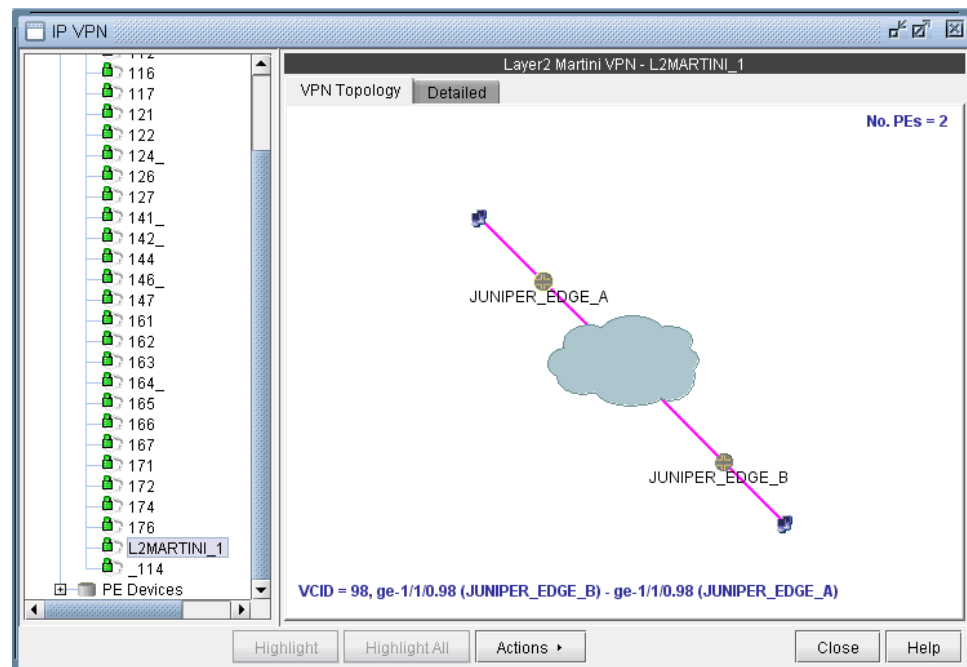 IP VPN
112
116
117
121
122
124_
126
127
141_
142_
144
146_
147
161
162
163
164_
165
166
167
171
172
174
176
L2MARTINI_1
_114
PE Devices
Layer2 Martini VPN - L2MARTINI_1
VPN Topology Detailed
No. PEs = 2
JUNIPER_EDGE_A
JUNIPER_EDGE_B
VCID = 98, ge-1/1/0.98 (JUNIPER_EDGE_B) - ge-1/1/0.98 (JUNIPER_EDGE_A)
Highlight Highlight All Actions Close Help